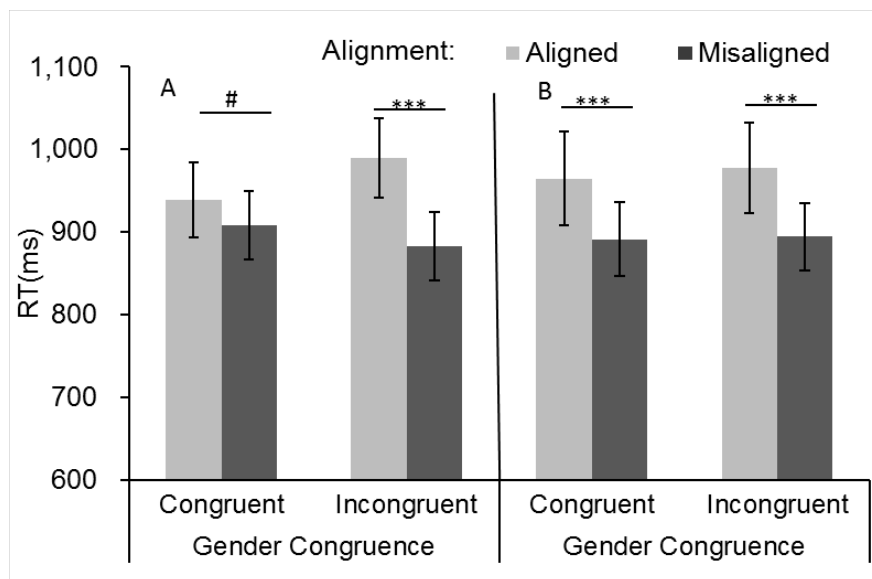 Alignment: Aligned Misaligned
1,100
1,000
900
800
700
600
RT(ms)
A
#
***
B
***
***
Congruent Incongruent Congruent Incongruent
Gender Congruence Gender Congruence